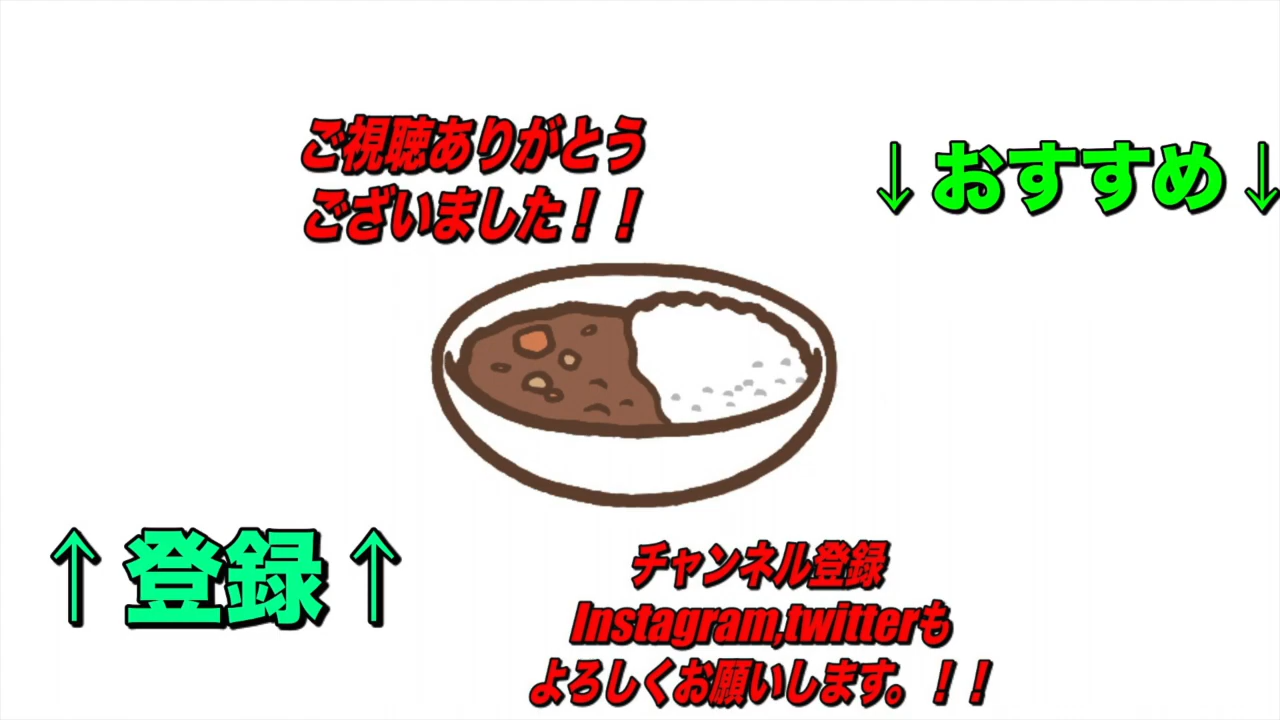 ご視聴ありがとう
ございました！！
↓おすすめ↓
↑登録↑
チャンネル登録
Instagram,twitterも
よろしくお願いします。！！